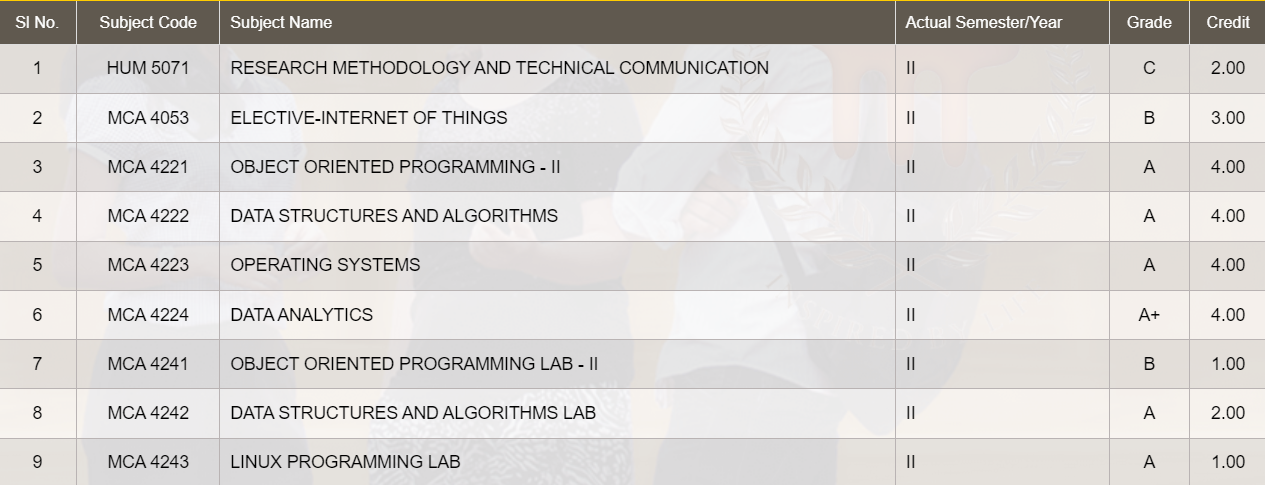 Sl No. Subject Code Subject Name Actual Semester/Year Grade Credit
1 HUM 5071 RESEARCH METHODOLOGY AND TECHNICAL COMMUNICATION II C 2.00
2 MCA 4053 ELECTIVE-INTERNET OF THINGS II B 3.00
3 MCA 4221 OBJECT ORIENTED PROGRAMMING - II II A 4.00
4 MCA 4222 DATA STRUCTURES AND ALGORITHMS II A 4.00
5 MCA 4223 OPERATING SYSTEMS II A 4.00
6 MCA 4224 DATA ANALYTICS II A+ 4.00
7 MCA 4241 OBJECT ORIENTED PROGRAMMING LAB - II II B 1.00
8 MCA 4242 DATA STRUCTURES AND ALGORITHMS LAB II A 2.00
9 MCA 4243 LINUX PROGRAMMING LAB II A 1.00